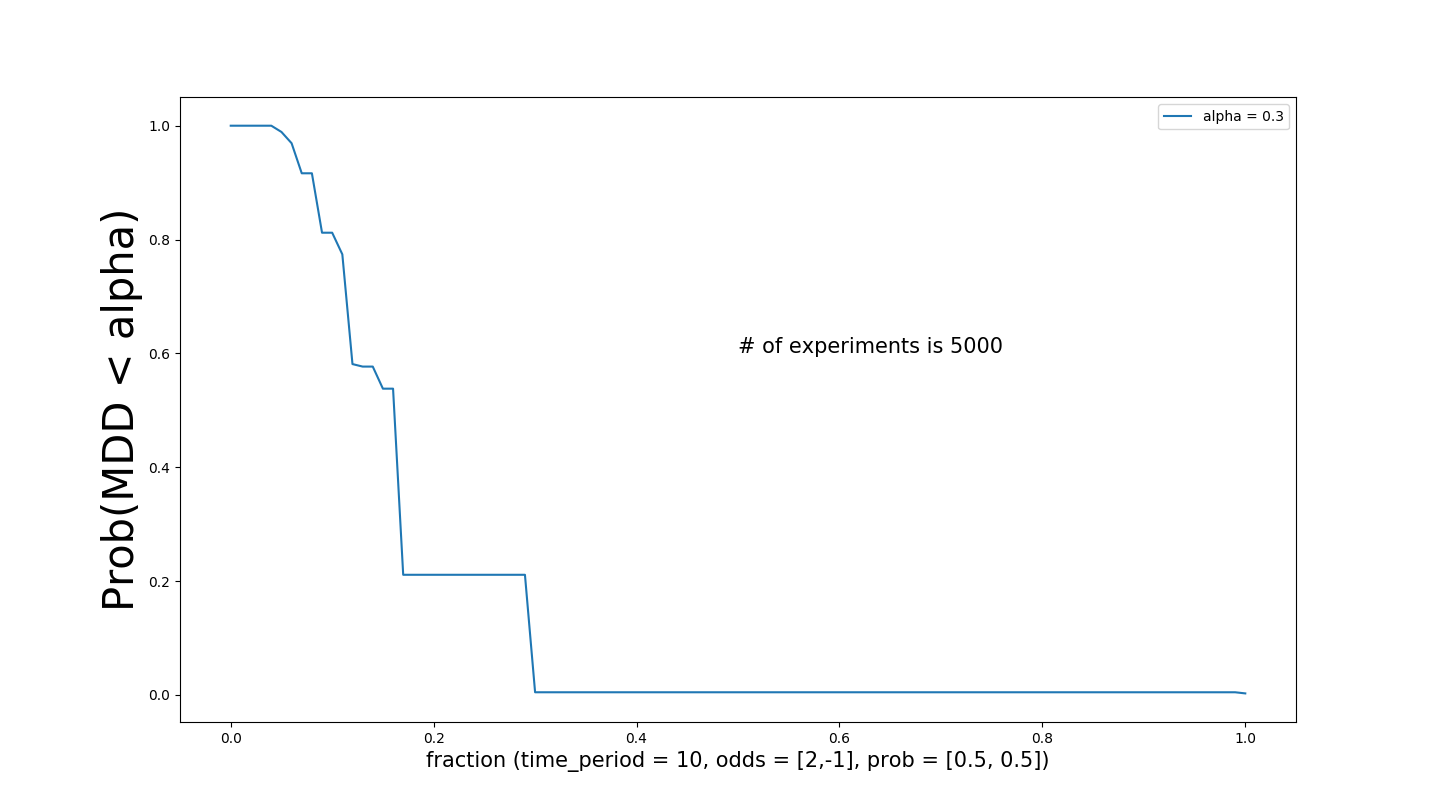 alpha = 0.3
Prob(MDD < alpha)
1.0
0.8
0.6
0.4
0.2
0.0
# of experiments is 5000
0.0 0.2 0.4 0.6 0.8 1.0
fraction (time_period = 10, odds = [2,-1], prob = [0.5, 0.5])